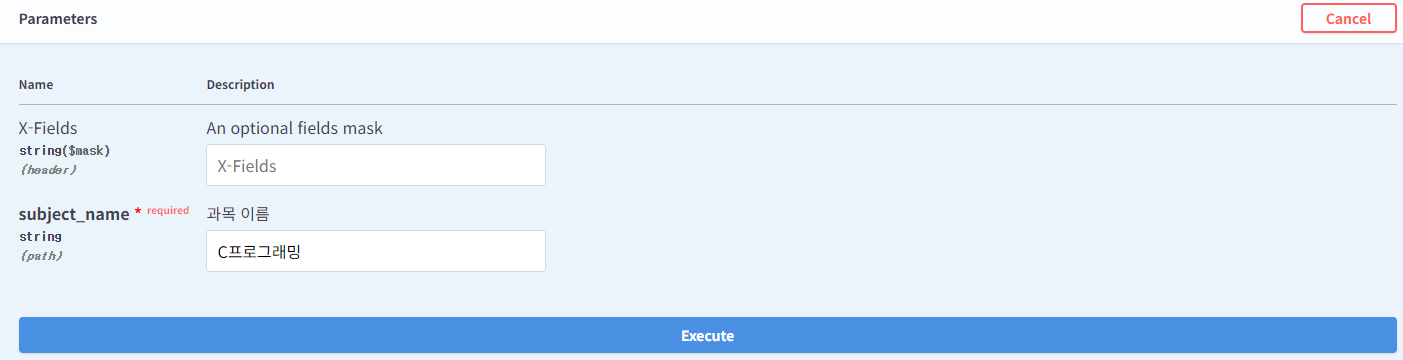 Parameters
Cancel
Name Description
X-Fields An optional fields mask
string($mask)
(header)
X-Fields
subject_name * required 과목 이름
string
(path)
C프로그래밍
Execute